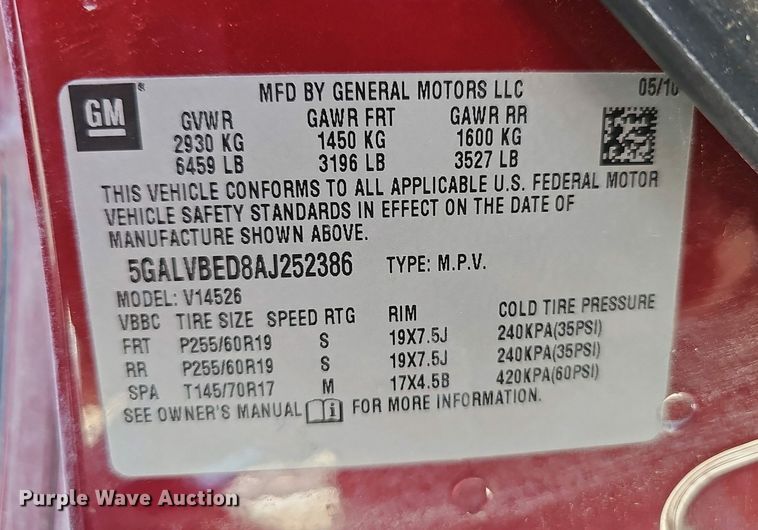 GM ® MFD BY GENERAL MOTORS LLC 05/10
GVWR GAWR FRT GAWR RR
2930 KG 1450 KG 1600 KG
6459 LB 3196 LB 3527 LB
THIS VEHICLE CONFORMS TO ALL APPLICABLE U.S. FEDERAL MOTOR
VEHICLE SAFETY STANDARDS IN EFFECT ON THE DATE OF
MANUFACTURE SHOWN ABOVE.
5GALVBED8AJ252386 TYPE: M.P.V.
MODEL: V14526
VBBC TIRE SIZE SPEED RTG RIM COLD TIRE PRESSURE
FRT P255/60R19 S 19X7.5J 240KPA(35PSI)
RR P255/60R19 S 19X7.5J 240KPA(35PSI)
SPA T145/70R17 M 17X4.5B 420KPA(60PSI)
SEE OWNER'S MANUAL i FOR MORE INFORMATION.
Purple Wave Auction